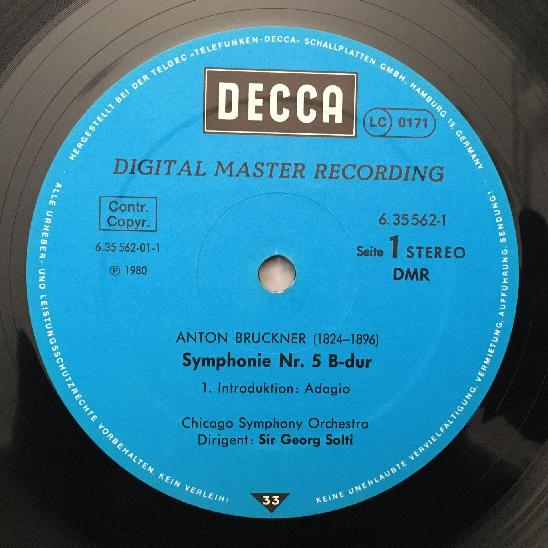 HERGESTELLT BEI DER TELDEC »TELEFUNKEN-DECCA« SCHALLPLATTEN GMBH, HAMBURG 19, GERMANY
DECCA
LC 0171
DIGITAL MASTER RECORDING
Contr.
Copyr.
6.35562-1
6.35562-01-1
Seite 1 STEREO
℗ 1980
DMR
ANTON BRUCKNER (1824–1896)
Symphonie Nr. 5 B-dur
1. Introduktion: Adagio
Chicago Symphony Orchestra
Dirigent: Sir Georg Solti
33
ALLE URHEBER- UND LEISTUNGSSCHUTZRECHTE VORBEHALTEN KEIN VERLEIH!
KEINE UNERLAUBTE VERVIELFÄLTIGUNG, VERMIETUNG, AUFFÜHRUNG, SENDUNG!